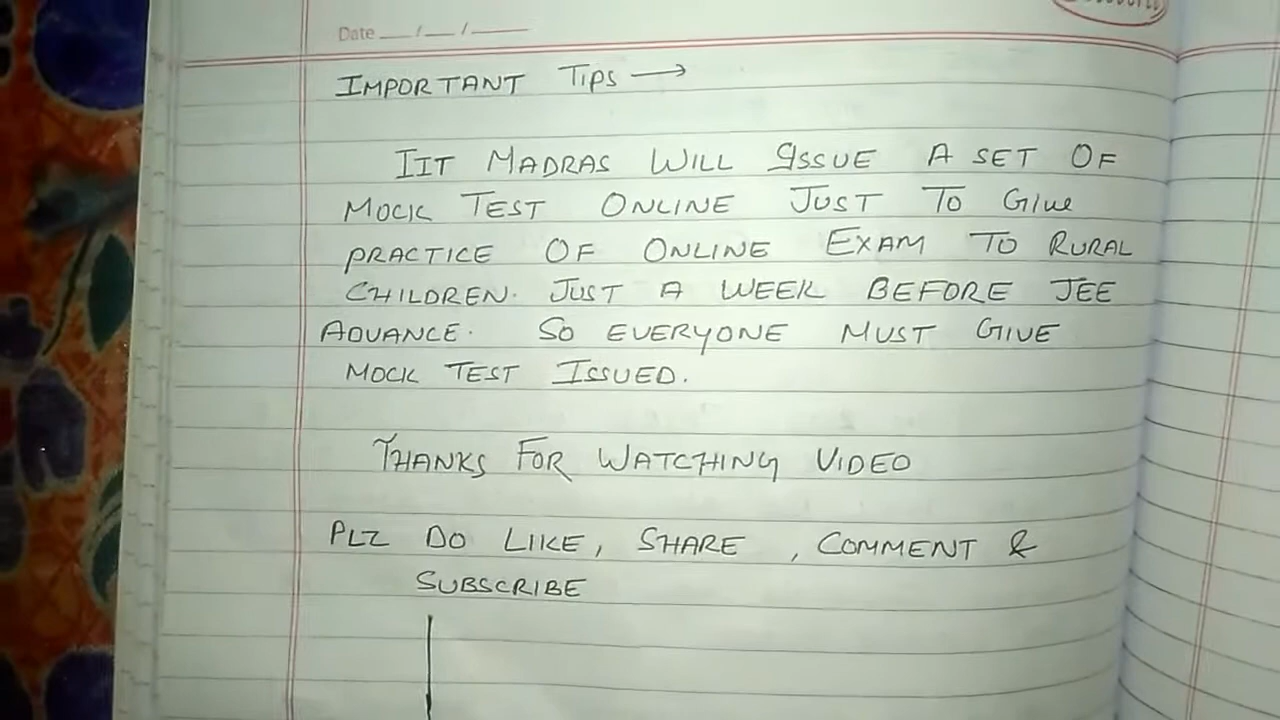 Date __/__/____
IMPORTANT TIPS →
IIT MADRAS WILL ISSUE A SET OF
MOCK TEST ONLINE JUST TO GIVE
PRACTICE OF ONLINE EXAM TO RURAL
CHILDREN. JUST A WEEK BEFORE JEE
ADVANCE. SO EVERYONE MUST GIVE
MOCK TEST ISSUED.
THANKS FOR WATCHING VIDEO
PLZ DO LIKE, SHARE, COMMENT &
SUBSCRIBE